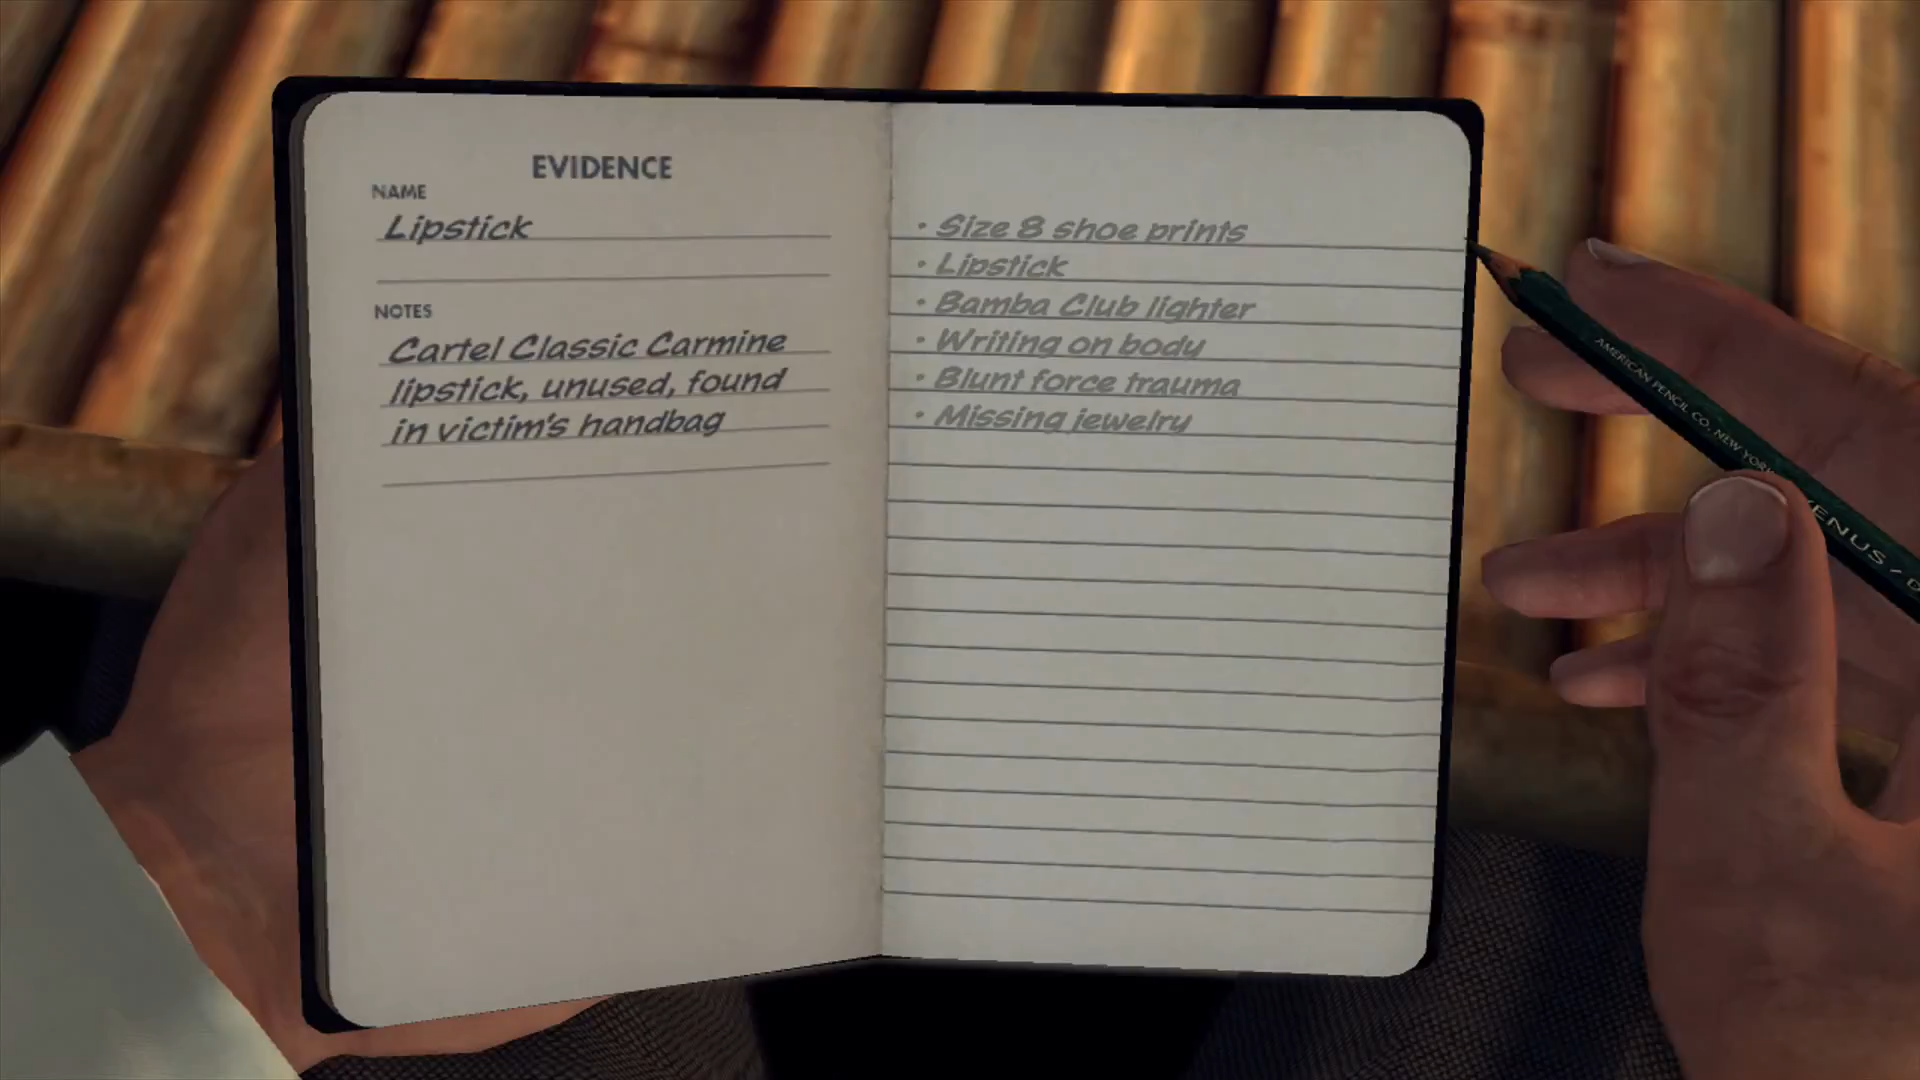 EVIDENCE
NAME
Lipstick
NOTES
Cartel Classic Carmine
lipstick, unused, found
in victim's handbag
• Size 8 shoe prints
• Lipstick
• Bamba Club lighter
• Writing on body
• Blunt force trauma
• Missing jewelry
AMERICAN PENCIL CO. NEW YORK
ENUS / D